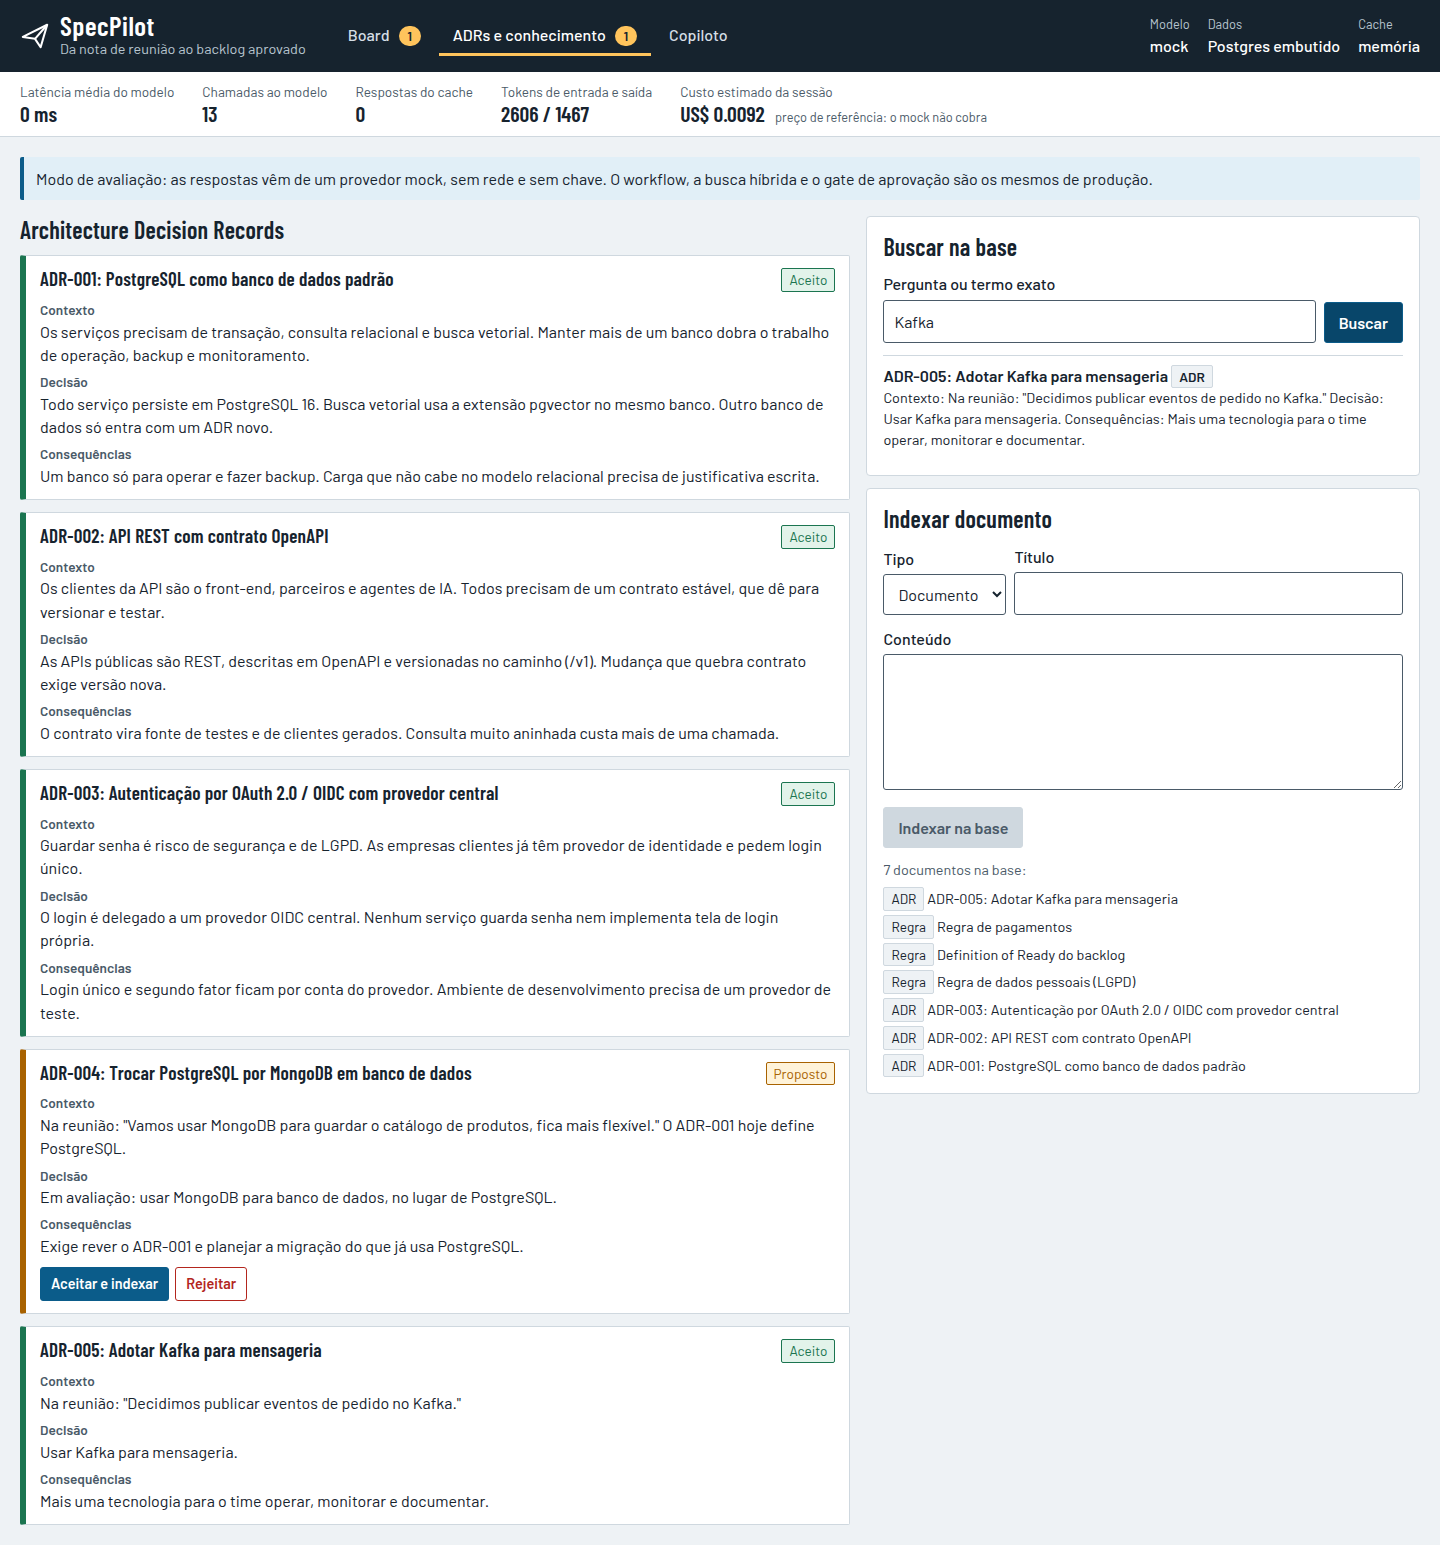 SpecPilot
Da nota de reunião ao backlog aprovado
Board 1
ADRs e conhecimento 1
Copiloto
Modelo
mock
Dados
Postgres embutido
Cache
memória
Latência média do modelo
0 ms
Chamadas ao modelo
13
Respostas do cache
0
Tokens de entrada e saída
2606 / 1467
Custo estimado da sessão
US$ 0.0092 preço de referência: o mock não cobra
Modo de avaliação: as respostas vêm de um provedor mock, sem rede e sem chave. O workflow, a busca híbrida e o gate de aprovação são os mesmos de produção.
Architecture Decision Records
ADR-001: PostgreSQL como banco de dados padrão
Aceito
Contexto
Os serviços precisam de transação, consulta relacional e busca vetorial. Manter mais de um banco dobra o trabalho
de operação, backup e monitoramento.
Decisão
Todo serviço persiste em PostgreSQL 16. Busca vetorial usa a extensão pgvector no mesmo banco. Outro banco de
dados só entra com um ADR novo.
Consequências
Um banco só para operar e fazer backup. Carga que não cabe no modelo relacional precisa de justificativa escrita.
ADR-002: API REST com contrato OpenAPI
Aceito
Contexto
Os clientes da API são o front-end, parceiros e agentes de IA. Todos precisam de um contrato estável, que dê para
versionar e testar.
Decisão
As APIs públicas são REST, descritas em OpenAPI e versionadas no caminho (/v1). Mudança que quebra contrato
exige versão nova.
Consequências
O contrato vira fonte de testes e de clientes gerados. Consulta muito aninhada custa mais de uma chamada.
ADR-003: Autenticação por OAuth 2.0 / OIDC com provedor central
Aceito
Contexto
Guardar senha é risco de segurança e de LGPD. As empresas clientes já têm provedor de identidade e pedem login
único.
Decisão
O login é delegado a um provedor OIDC central. Nenhum serviço guarda senha nem implementa tela de login
própria.
Consequências
Login único e segundo fator ficam por conta do provedor. Ambiente de desenvolvimento precisa de um provedor de
teste.
ADR-004: Trocar PostgreSQL por MongoDB em banco de dados
Proposto
Contexto
Na reunião: "Vamos usar MongoDB para guardar o catálogo de produtos, fica mais flexível." O ADR-001 hoje define
PostgreSQL.
Decisão
Em avaliação: usar MongoDB para banco de dados, no lugar de PostgreSQL.
Consequências
Exige rever o ADR-001 e planejar a migração do que já usa PostgreSQL.
Aceitar e indexar
Rejeitar
ADR-005: Adotar Kafka para mensageria
Aceito
Contexto
Na reunião: "Decidimos publicar eventos de pedido no Kafka."
Decisão
Usar Kafka para mensageria.
Consequências
Mais uma tecnologia para o time operar, monitorar e documentar.
Buscar na base
Pergunta ou termo exato
Kafka
Buscar
ADR-005: Adotar Kafka para mensageria ADR
Contexto: Na reunião: "Decidimos publicar eventos de pedido no Kafka." Decisão:
Usar Kafka para mensageria. Consequências: Mais uma tecnologia para o time
operar, monitorar e documentar.
Indexar documento
Tipo
Título
Documento
Conteúdo
Indexar na base
7 documentos na base:
ADR ADR-005: Adotar Kafka para mensageria
Regra Regra de pagamentos
Regra Definition of Ready do backlog
Regra Regra de dados pessoais (LGPD)
ADR ADR-003: Autenticação por OAuth 2.0 / OIDC com provedor central
ADR ADR-002: API REST com contrato OpenAPI
ADR ADR-001: PostgreSQL como banco de dados padrão